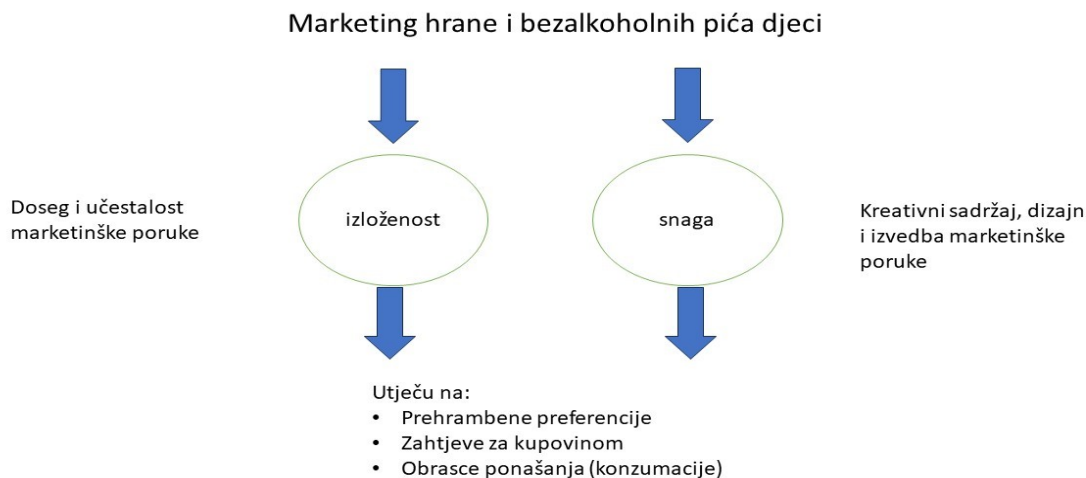 Marketing hrane i bezalkoholnih pića djeci
Doseg i učestalost
marketinške poruke
izloženost
snaga
Kreativni sadržaj, dizajn
i izvedba marketinške
poruke
Utječu na:
• Prehrambene preferencije
• Zahtjeve za kupovinom
• Obrasce ponašanja (konzumacije)